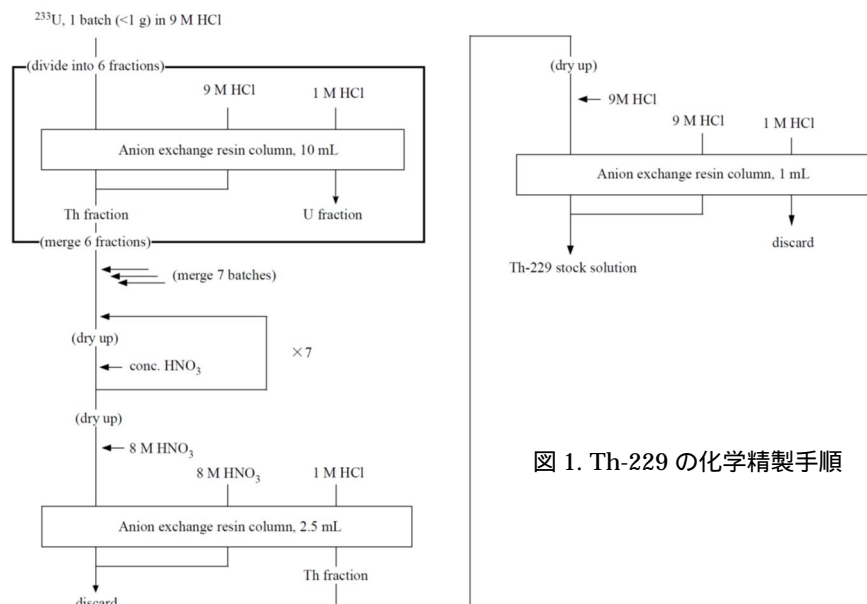 ²³³U, 1 batch (<1 g) in 9 M HCl
(divide into 6 fractions)
9 M HCl
1 M HCl
Anion exchange resin column, 10 mL
Th fraction
U fraction
(merge 6 fractions)
(merge 7 batches)
(dry up)
×7
conc. HNO₃
(dry up)
8 M HNO₃
8 M HNO₃
1 M HCl
Anion exchange resin column, 2.5 mL
Th fraction
discard
(dry up)
9M HCl
9 M HCl
1 M HCl
Anion exchange resin column, 1 mL
discard
Th-229 stock solution
図 1. Th-229 の化学精製手順